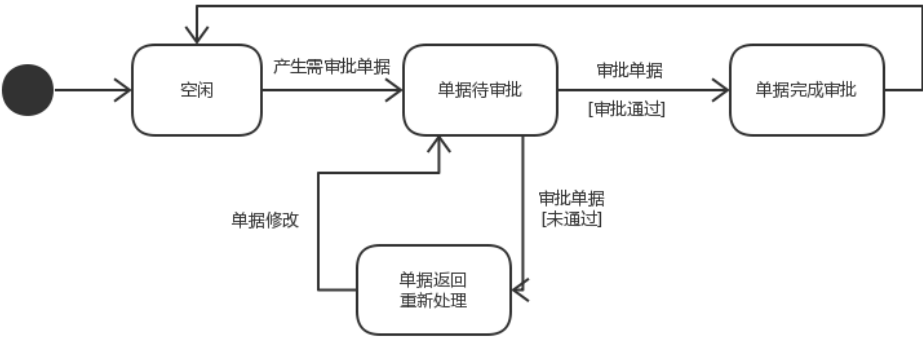 产生需审批单据
审批单据
空闲
单据待审批
单据完成审批
[审批通过]
单据修改
审批单据
[未通过]
单据返回
重新处理